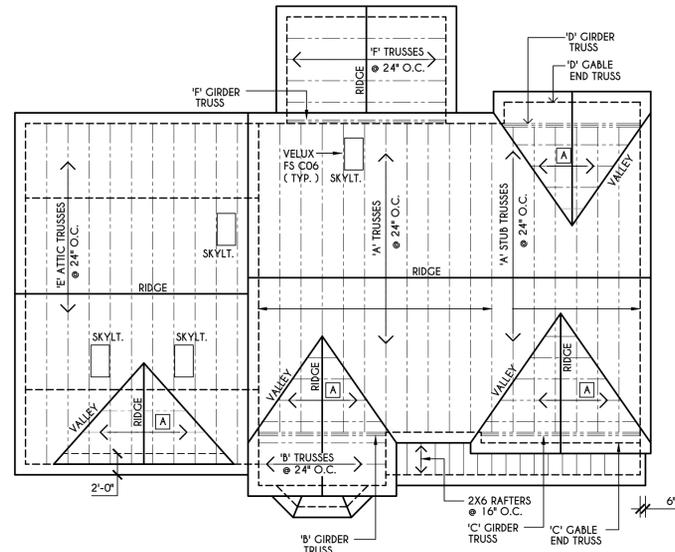 'F' TRUSSES
@ 24" O.C.
RIDGE
'D' GIRDER
TRUSS
'D' GABLE
END TRUSS
'F' GIRDER
TRUSS
VELUX
FS C06
( TYP. )
SKYLT.
A
VALLEY
'E' ATTIC TRUSSES
@ 24" O.C.
'A' TRUSSES
@ 24" O.C.
'A' STUB TRUSSES
@ 24" O.C.
SKYLT.
RIDGE
RIDGE
SKYLT.
SKYLT.
VALLEY
RIDGE
A
VALLEY
RIDGE
A
VALLEY
RIDGE
A
'B' TRUSSES
@ 24" O.C.
2'-0"
2X6 RAFTERS
@ 16" O.C.
6"
'B' GIRDER
TRUSS
'C' GIRDER
TRUSS
'C' GABLE
END TRUSS